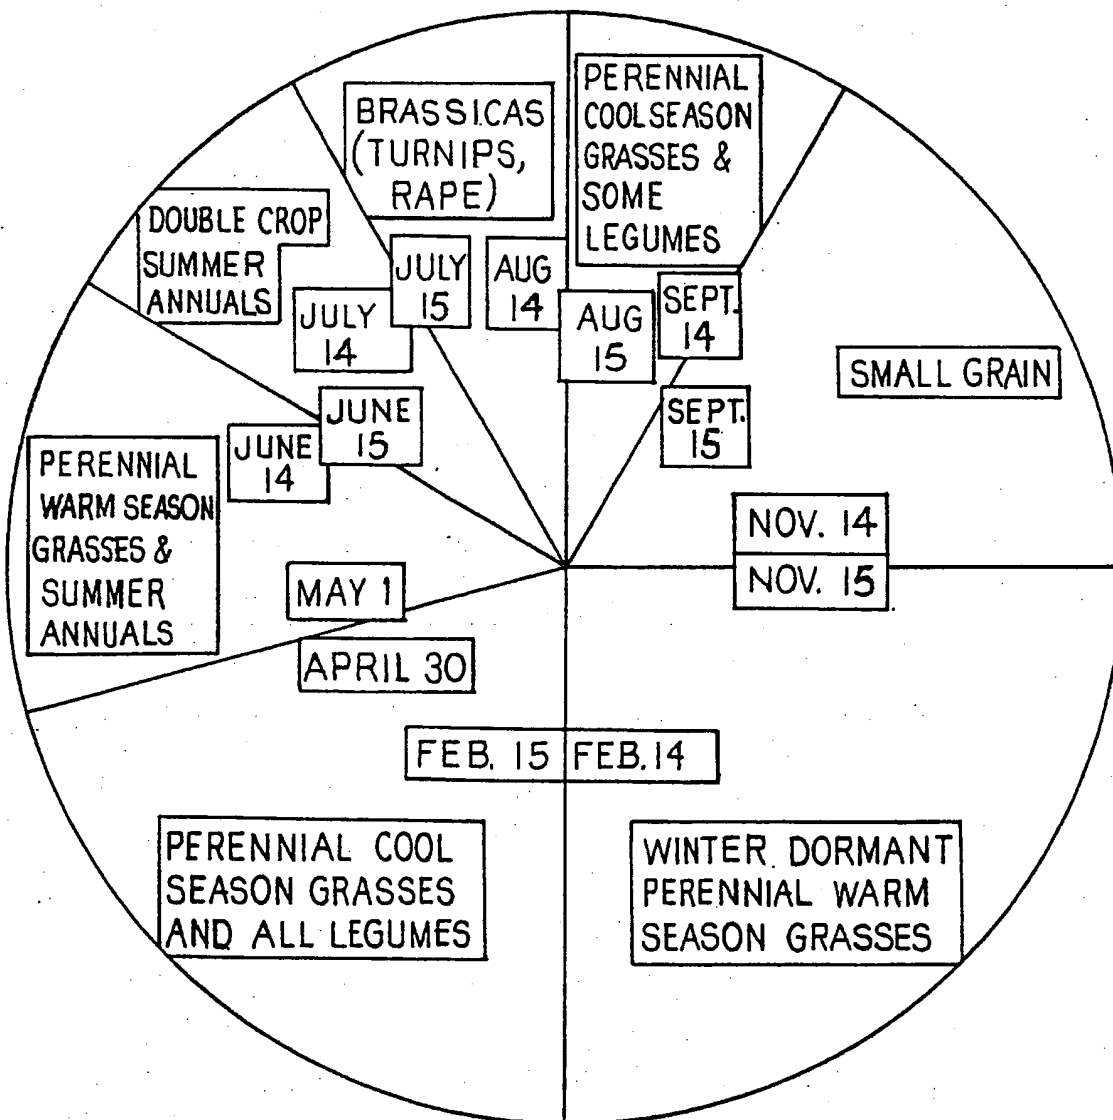 BRASSICAS
(TURNIPS,
RAPE)
PERENNIAL
COOL SEASON
GRASSES &
SOME
LEGUMES
DOUBLE CROP
SUMMER
ANNUALS
JULY
15
AUG
14
JULY
14
AUG
15
SEPT.
14
SMALL GRAIN
JUNE
15
SEPT.
15
JUNE
14
PERENNIAL
WARM SEASON
GRASSES &
SUMMER
ANNUALS
NOV. 14
NOV. 15
MAY 1
APRIL 30
FEB. 15
FEB. 14
PERENNIAL COOL
SEASON GRASSES
AND ALL LEGUMES
WINTER DORMANT
PERENNIAL WARM
SEASON GRASSES